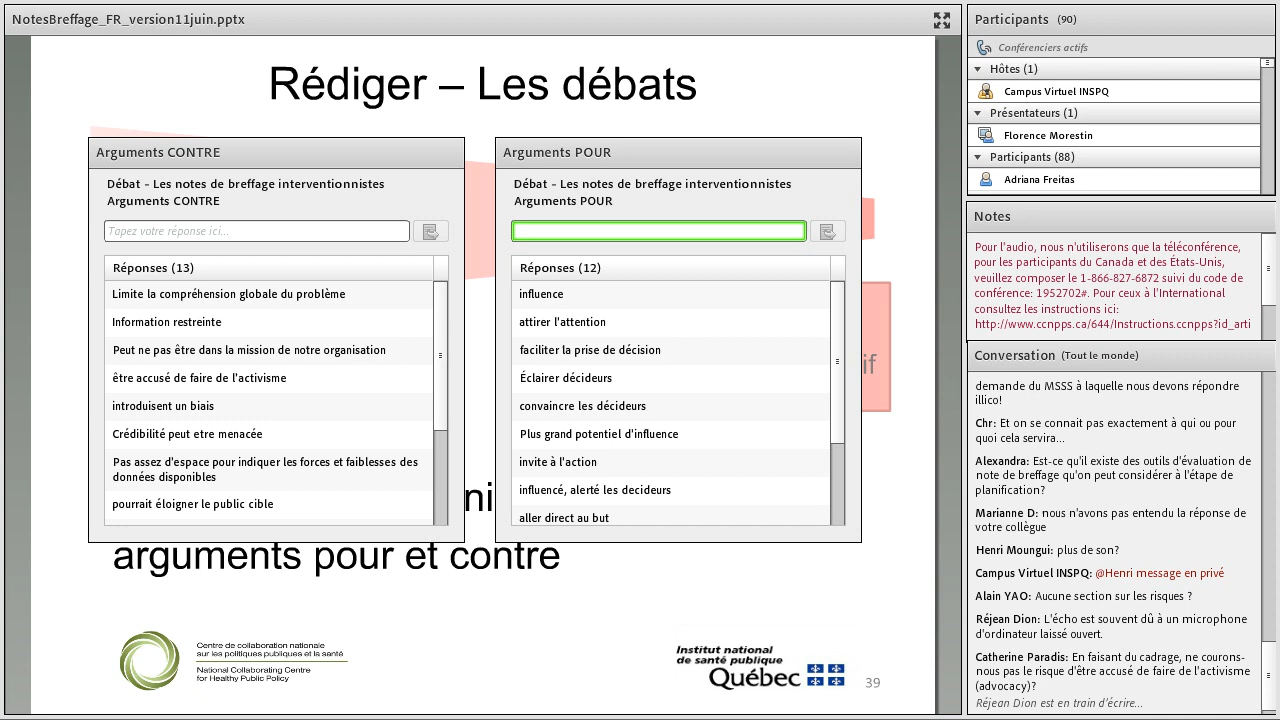 NotesBreffage_FR_version11juin.pptx
Rédiger – Les débats
Arguments CONTRE
Débat - Les notes de breffage interventionnistes
Arguments CONTRE
Tapez votre réponse ici...
Réponses (13)
Limite la compréhension globale du problème
Information restreinte
Peut ne pas être dans la mission de notre organisation
être accusé de faire de l'activisme
introduisent un biais
Crédibilité peut etre menacée
Pas assez d'espace pour indiquer les forces et faiblesses des
données disponibles
pourrait éloigner le public cible
Arguments POUR
Débat - Les notes de breffage interventionnistes
Arguments POUR
Réponses (12)
influence
attirer l'attention
faciliter la prise de décision
Éclairer décideurs
convaincre les décideurs
Plus grand potentiel d'influence
invite à l'action
influencé, alerté les decideurs
aller direct au but
if
ni
arguments pour et contre
Centre de collaboration nationale
sur les politiques publiques et la santé
National Collaborating Centre
for Healthy Public Policy
Institut national
de santé publique
Québec
39
Participants (90)
Conférenciers actifs
Hôtes (1)
Campus Virtuel INSPQ
Présentateurs (1)
Florence Morestin
Participants (88)
Adriana Freitas
Notes
Pour l'audio, nous n'utiliserons que la téléconférence,
pour les participants du Canada et des États-Unis,
veuillez composer le 1-866-827-6872 suivi du code de
conférence: 1952702#. Pour ceux à l'International
consultez les instructions ici:
http://www.ccnpps.ca/644/Instructions.ccnpps?id_arti
Conversation (Tout le monde)
demande du MSSS à laquelle nous devons répondre
illico!
Chr: Et on se connait pas exactement à qui ou pour
quoi cela servira...
Alexandra: Est-ce qu'il existe des outils d'évaluation de
note de breffage qu'on peut considérer à l'étape de
planification?
Marianne D: nous n'avons pas entendu la réponse de
votre collègue
Henri Moungui: plus de son?
Campus Virtuel INSPQ: @Henri message en privé
Alain YAO: Aucune section sur les risques ?
Réjean Dion: L'écho est souvent dû à un microphone
d'ordinateur laissé ouvert.
Catherine Paradis: En faisant du cadrage, ne courons-
nous pas le risque d'être accusé de faire de l'activisme
(advocacy)?
Réjean Dion est en train d'écrire...